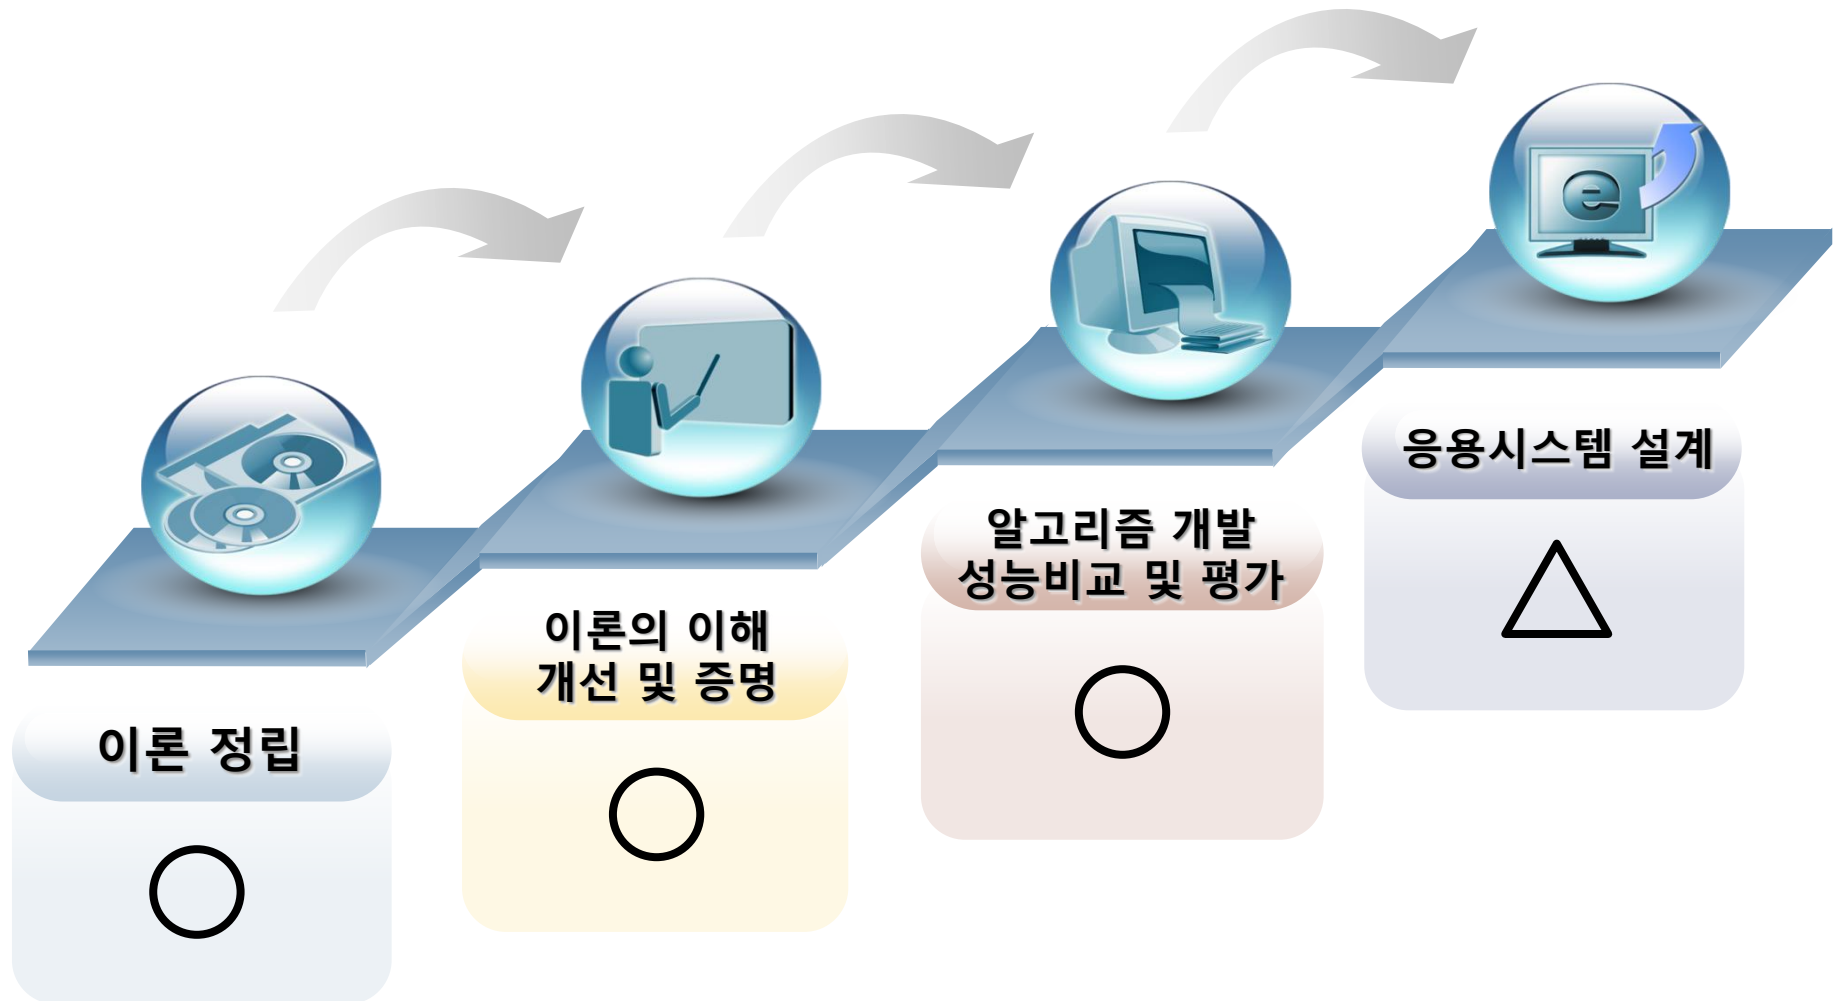 이론 정립
이론의 이해
개선 및 증명
알고리즘 개발
성능비교 및 평가
응용시스템 설계
e